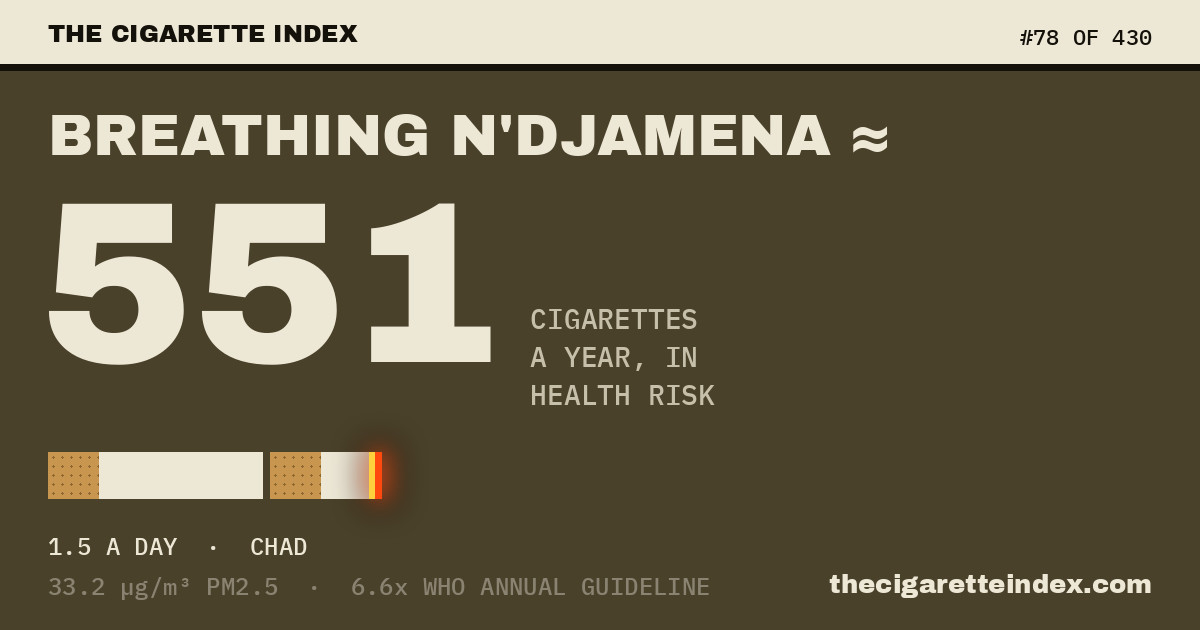 THE CIGARETTE INDEX
#78 OF 430
BREATHING N'DJAMENA ≈
551
CIGARETTES
A YEAR, IN
HEALTH RISK
1.5 A DAY · CHAD
33.2 µg/m³ PM2.5 · 6.6x WHO ANNUAL GUIDELINE
thecigaretteindex.com